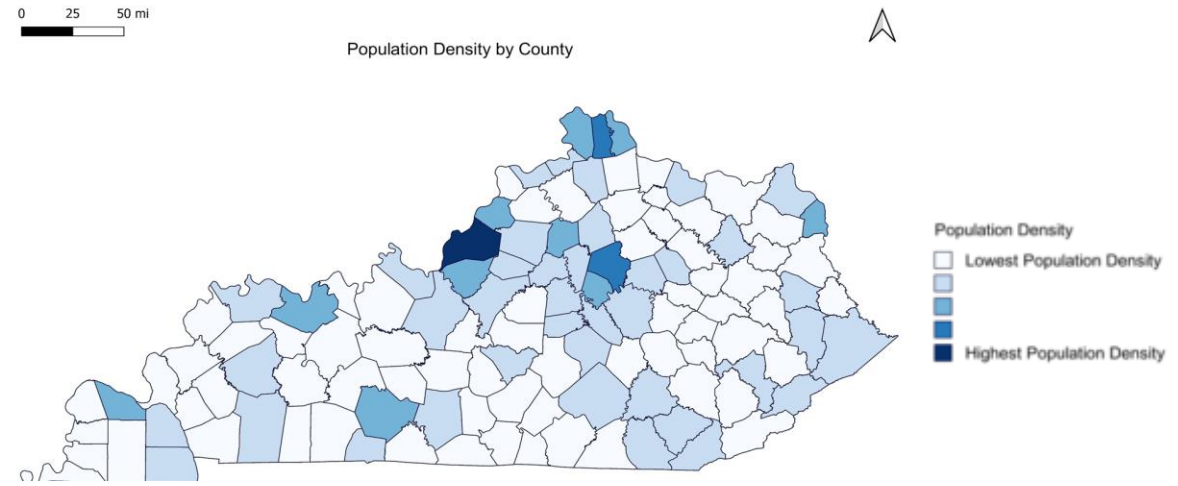 0 25 50 mi
Population Density by County
Population Density
Lowest Population Density
Highest Population Density